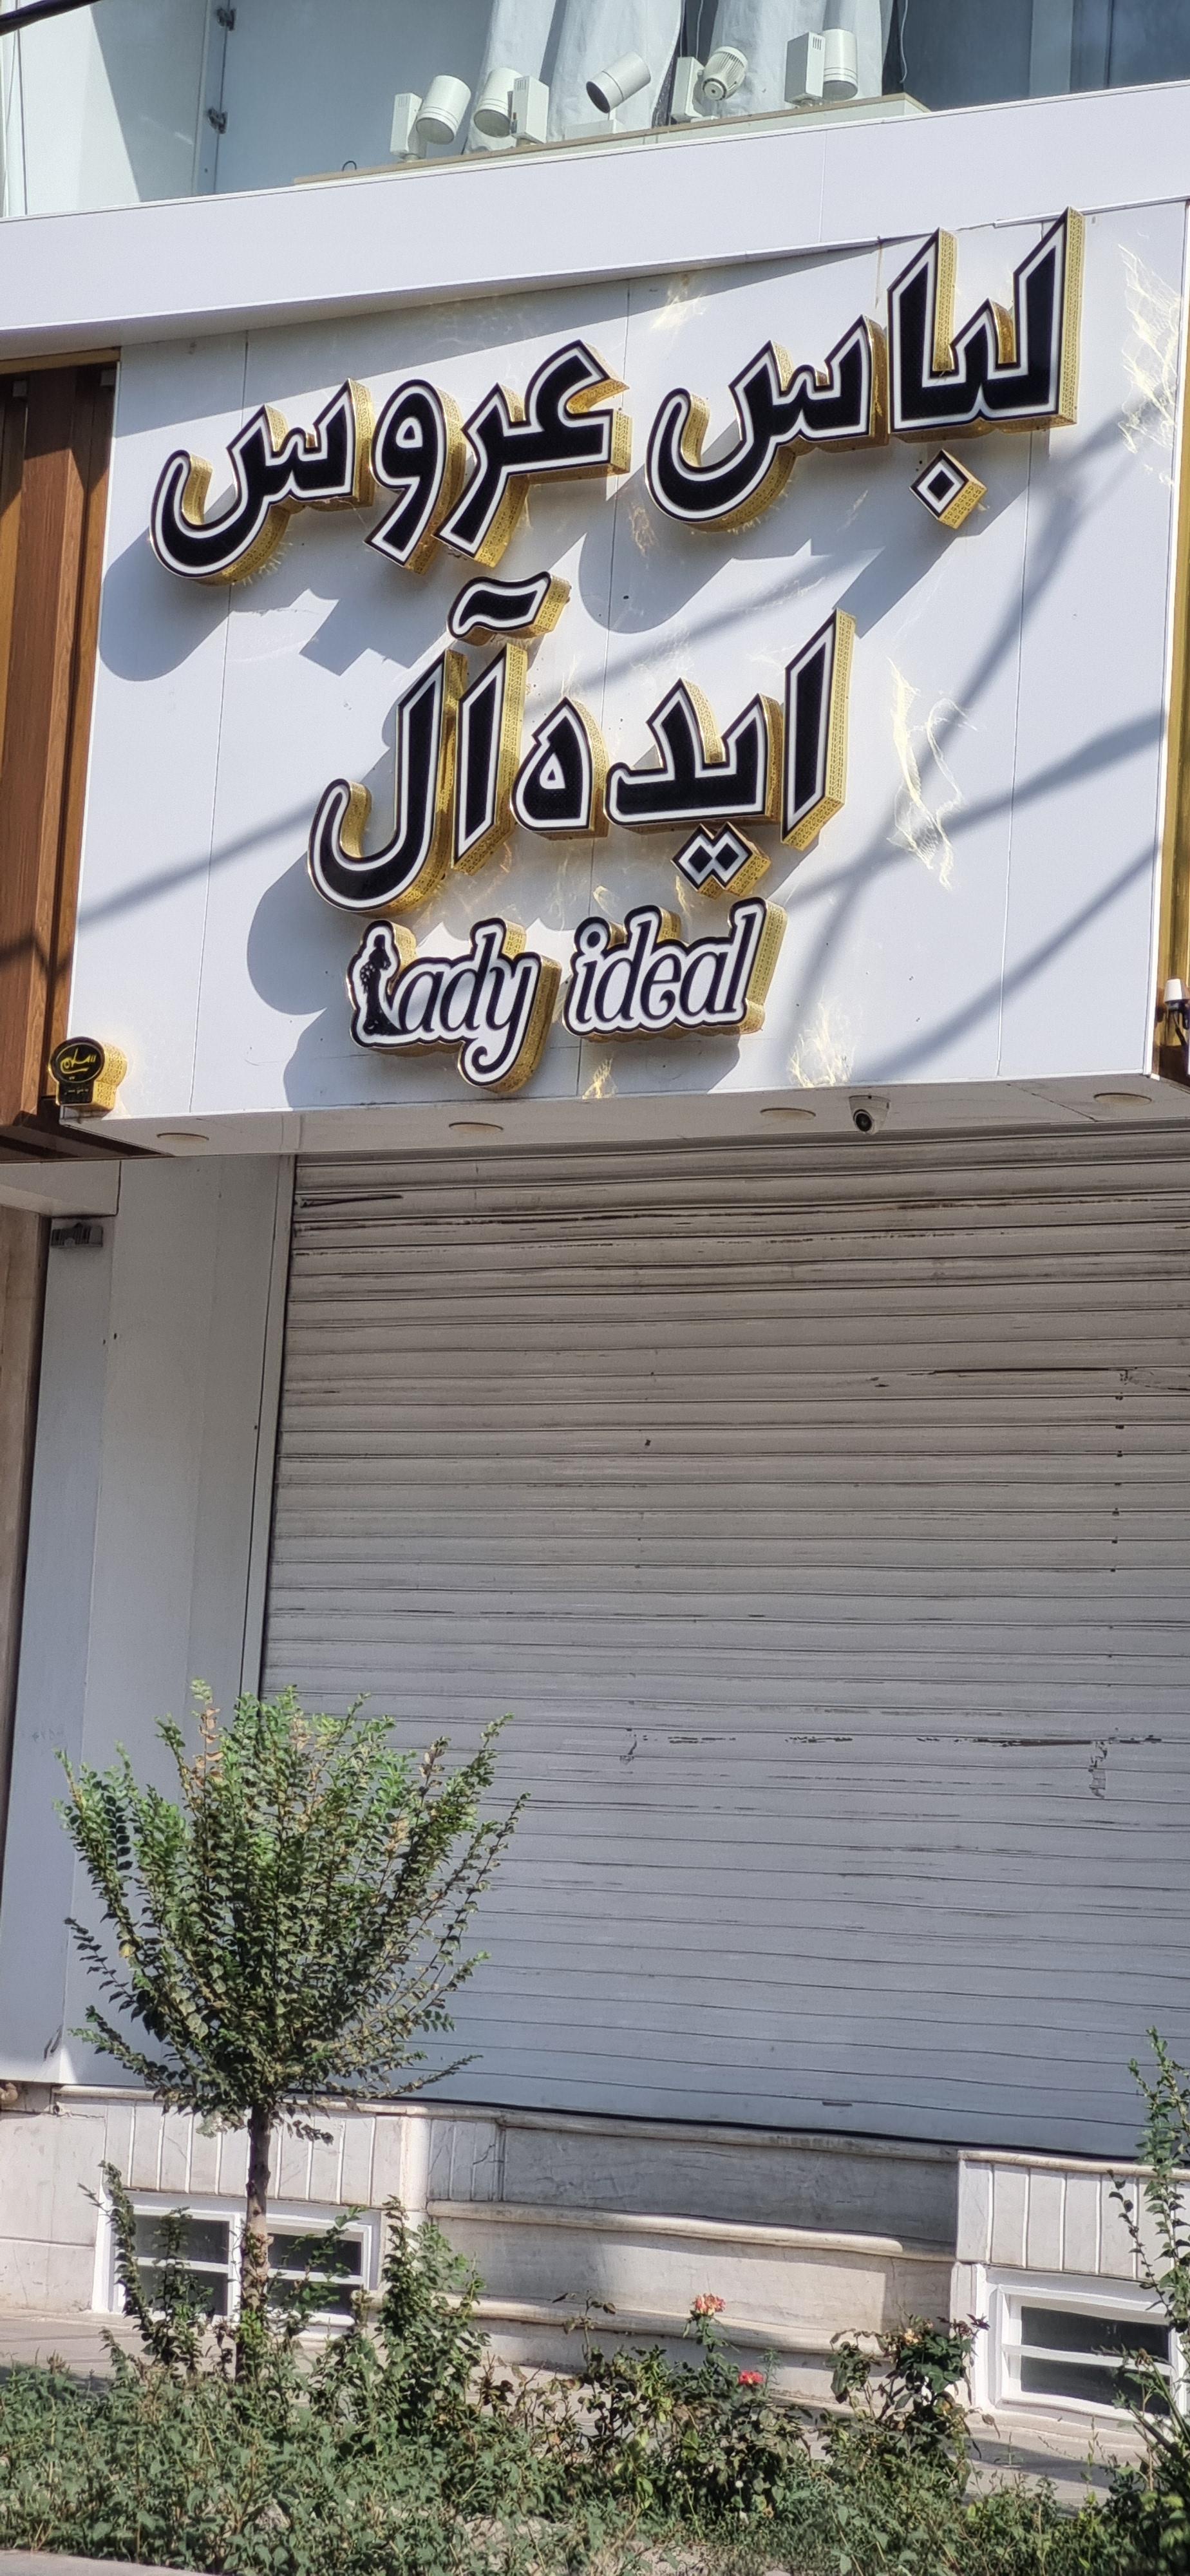 لباس عروس
ایده آل
Lady ideal